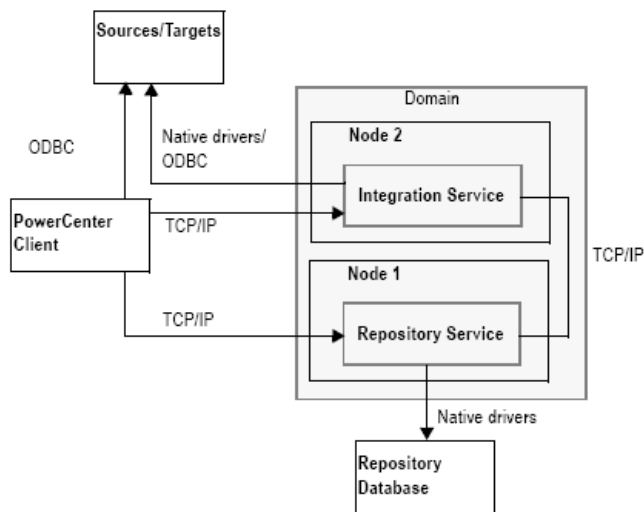 Sources/Targets
Domain
Node 2
Native drivers/
ODBC
ODBC
Integration Service
PowerCenter
Client
TCP/IP
TCP/IP
Node 1
TCP/IP
Repository Service
Native drivers
Repository
Database